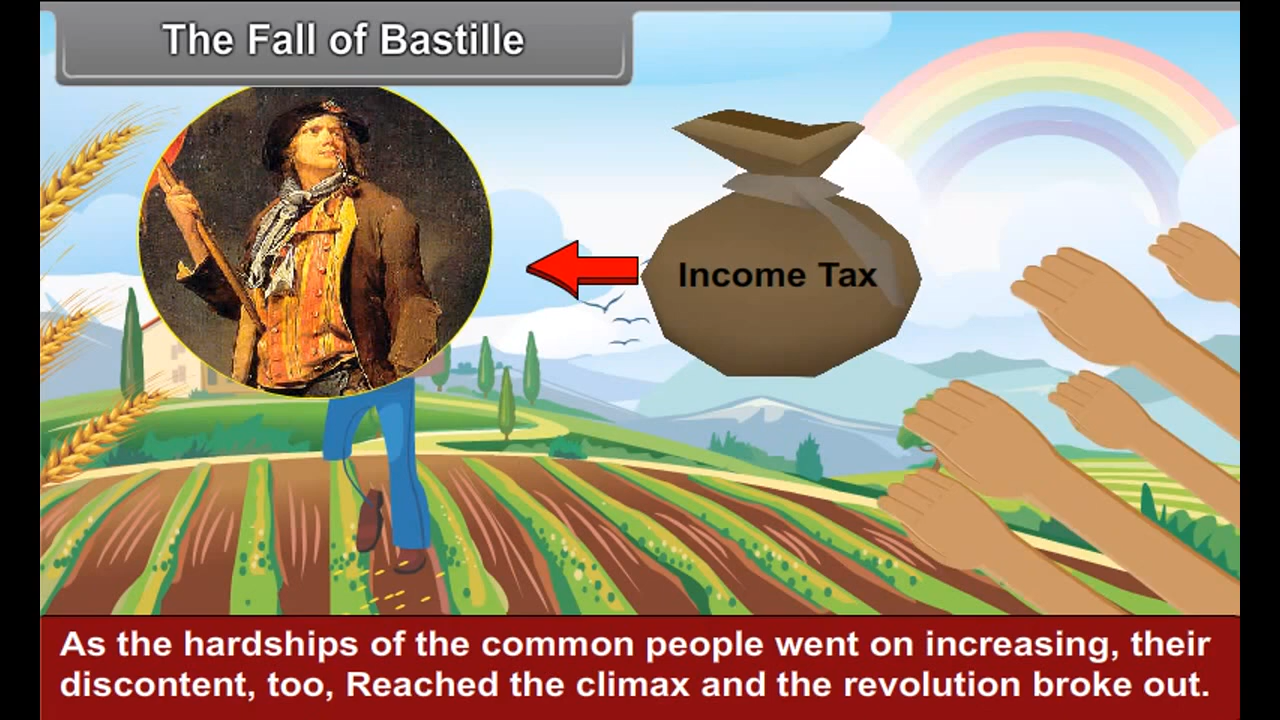 The Fall of Bastille
Income Tax
As the hardships of the common people went on increasing, their
discontent, too, Reached the climax and the revolution broke out.